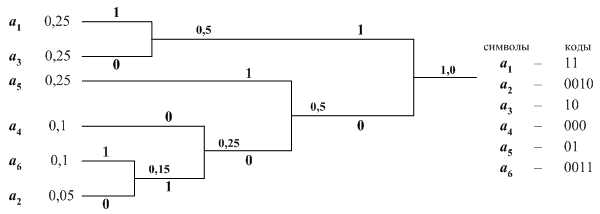 1
a1 0,25
0,5 1
символы коды
a3 0,25
0
a1 – 11
1,0
a5 0,25 1
a2 – 0010
a3 – 10
0,5
a4 0,1 0
0
a4 – 000
0,25
0
a5 – 01
a6 0,1 1
0,15
1
a6 – 0011
a2 0,05 0